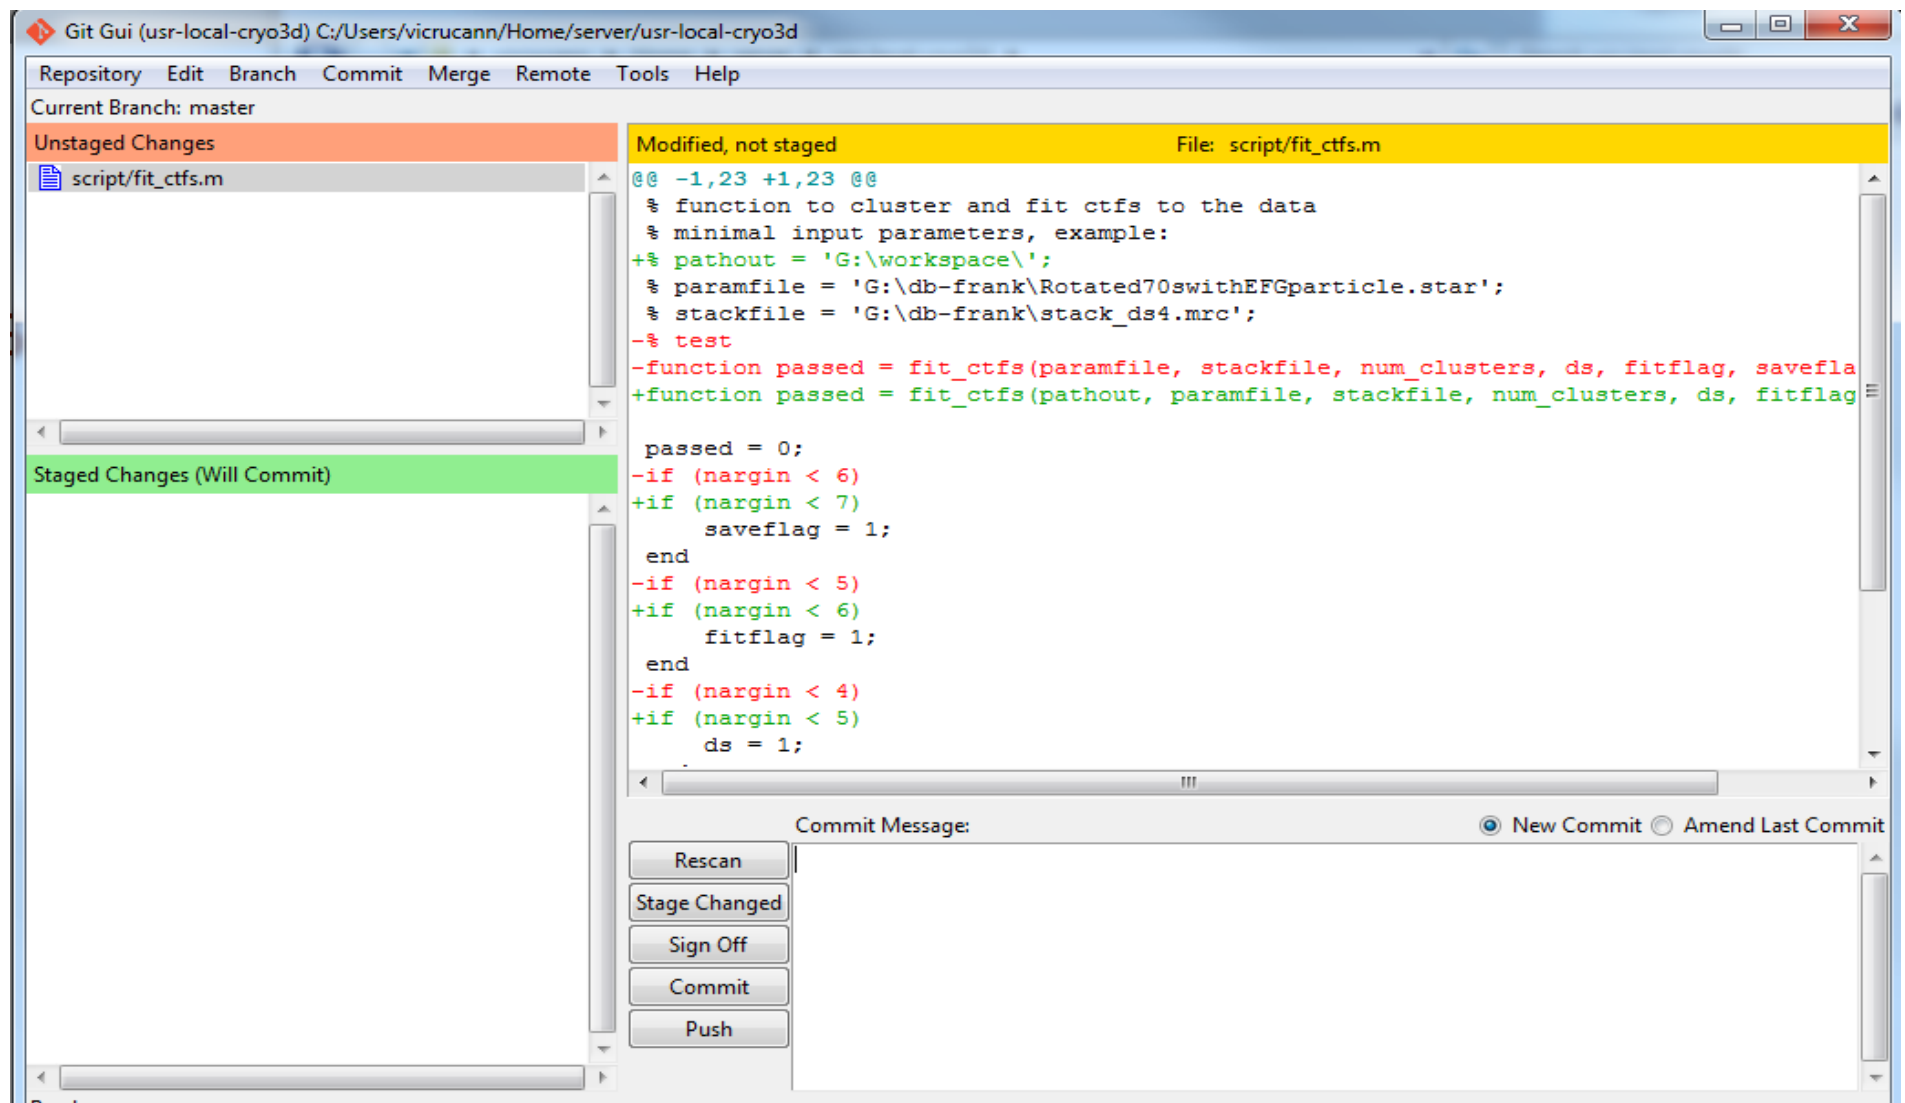 Git Gui (usr-local-cryo3d) C:/Users/vicrucann/Home/server/usr-local-cryo3d
Repository Edit Branch Commit Merge Remote Tools Help
Current Branch: master
Unstaged Changes
script/fit_ctfs.m
Staged Changes (Will Commit)
Modified, not staged File: script/fit_ctfs.m
@@ -1,23 +1,23 @@
 % function to cluster and fit ctfs to the data
 % minimal input parameters, example:
+% pathout = 'G:\workspace\';
 % paramfile = 'G:\db-frank\Rotated70swithEFGparticle.star';
 % stackfile = 'G:\db-frank\stack_ds4.mrc';
-% test
-function passed = fit_ctfs(paramfile, stackfile, num_clusters, ds, fitflag, savefla
+function passed = fit_ctfs(pathout, paramfile, stackfile, num_clusters, ds, fitflag
 passed = 0;
-if (nargin < 6)
+if (nargin < 7)
     saveflag = 1;
 end
-if (nargin < 5)
+if (nargin < 6)
     fitflag = 1;
 end
-if (nargin < 4)
+if (nargin < 5)
     ds = 1;
Commit Message: New Commit Amend Last Commit
Rescan
Stage Changed
Sign Off
Commit
Push